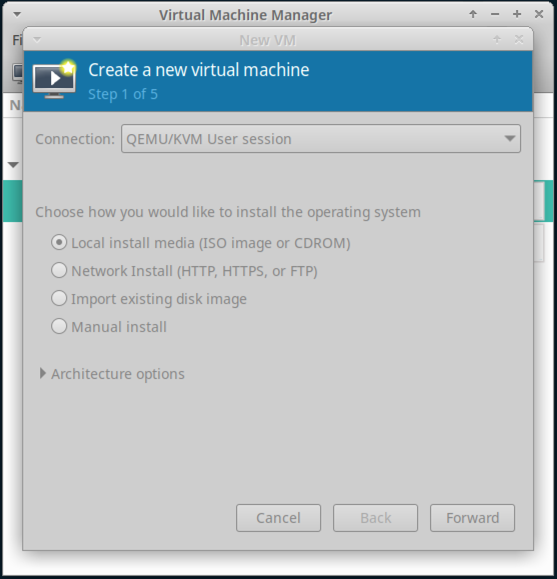 Virtual Machine Manager
Fi
New VM
Create a new virtual machine
Step 1 of 5
N
Connection: QEMU/KVM User session
Choose how you would like to install the operating system
Local install media (ISO image or CDROM)
Network Install (HTTP, HTTPS, or FTP)
Import existing disk image
Manual install
Architecture options
Cancel Back Forward